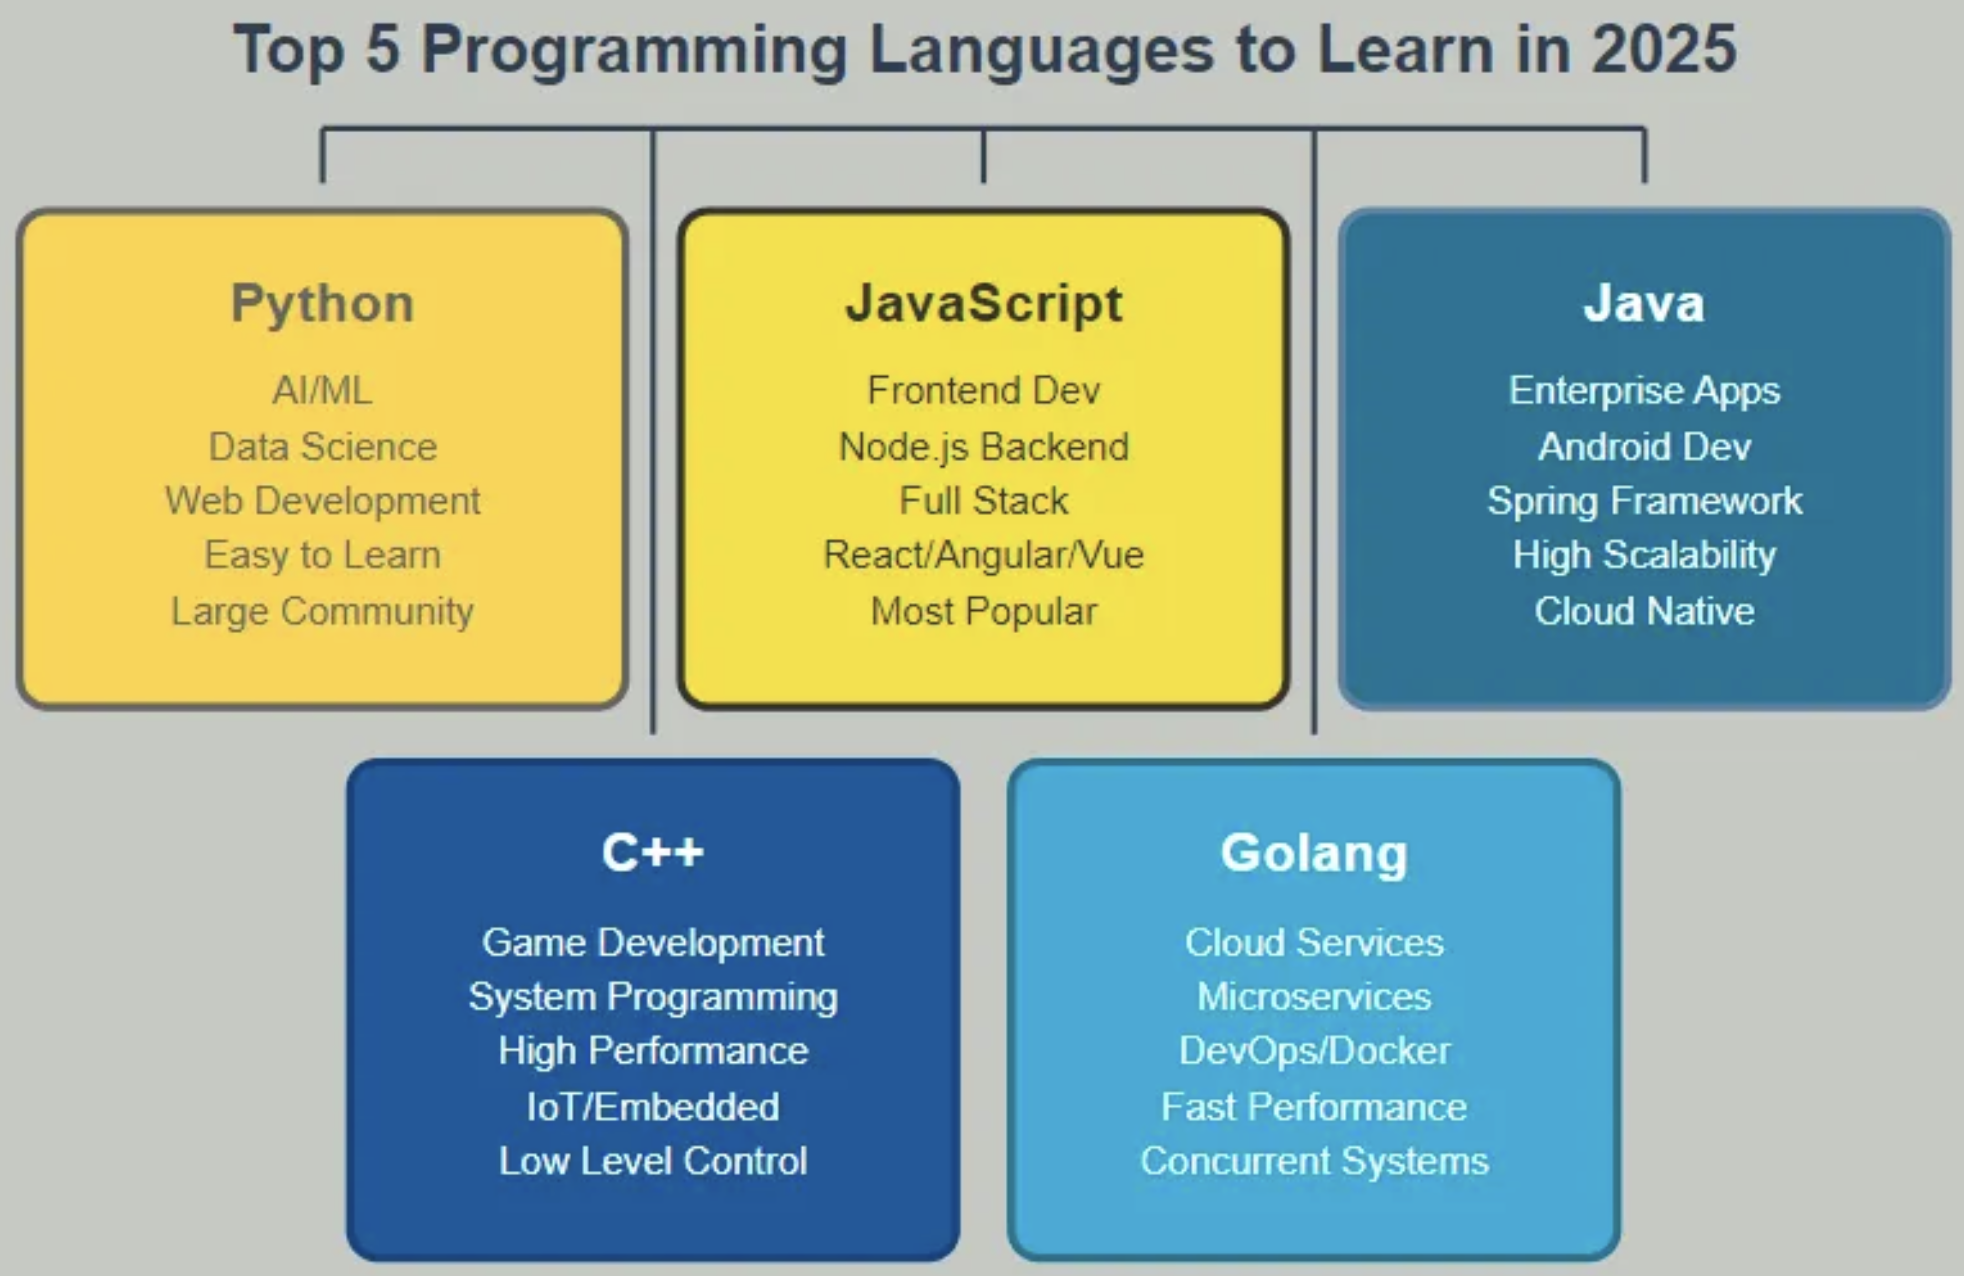 Top 5 Programming Languages to Learn in 2025
Python
AI/ML
Data Science
Web Development
Easy to Learn
Large Community
JavaScript
Frontend Dev
Node.js Backend
Full Stack
React/Angular/Vue
Most Popular
Java
Enterprise Apps
Android Dev
Spring Framework
High Scalability
Cloud Native
C++
Game Development
System Programming
High Performance
IoT/Embedded
Low Level Control
Golang
Cloud Services
Microservices
DevOps/Docker
Fast Performance
Concurrent Systems